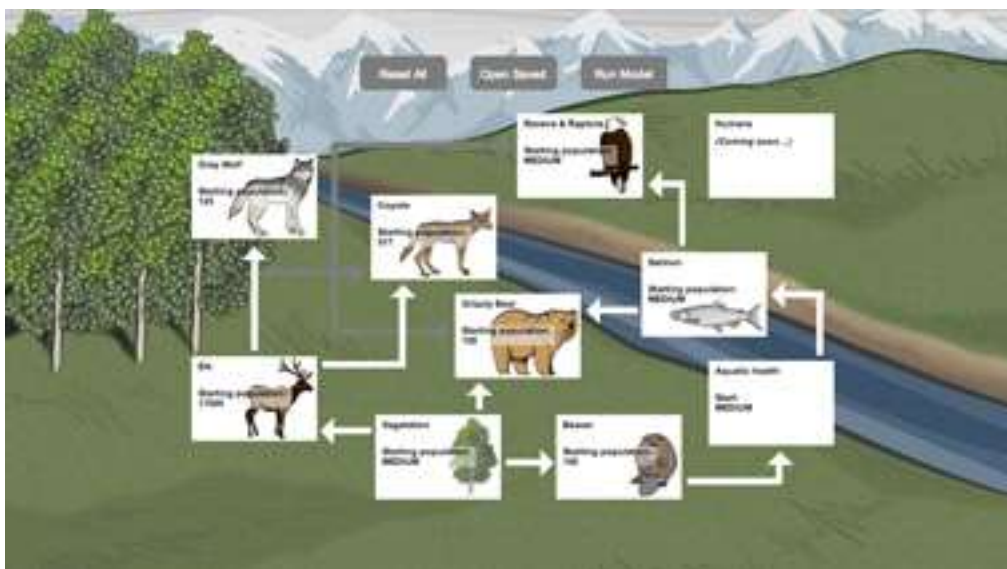 Reset All
Open Saved
Run Model
Ravens & Raptors
Starting population:
MEDIUM
Humans
(Coming soon...)
Gray Wolf
Starting population:
Coyote
Starting population:
Salmon
Starting population:
MEDIUM
Grizzly Bear
Starting population:
Elk
Starting population:
Aquatic health
Start:
MEDIUM
Vegetation
Starting population:
MEDIUM
Beaver
Starting population: